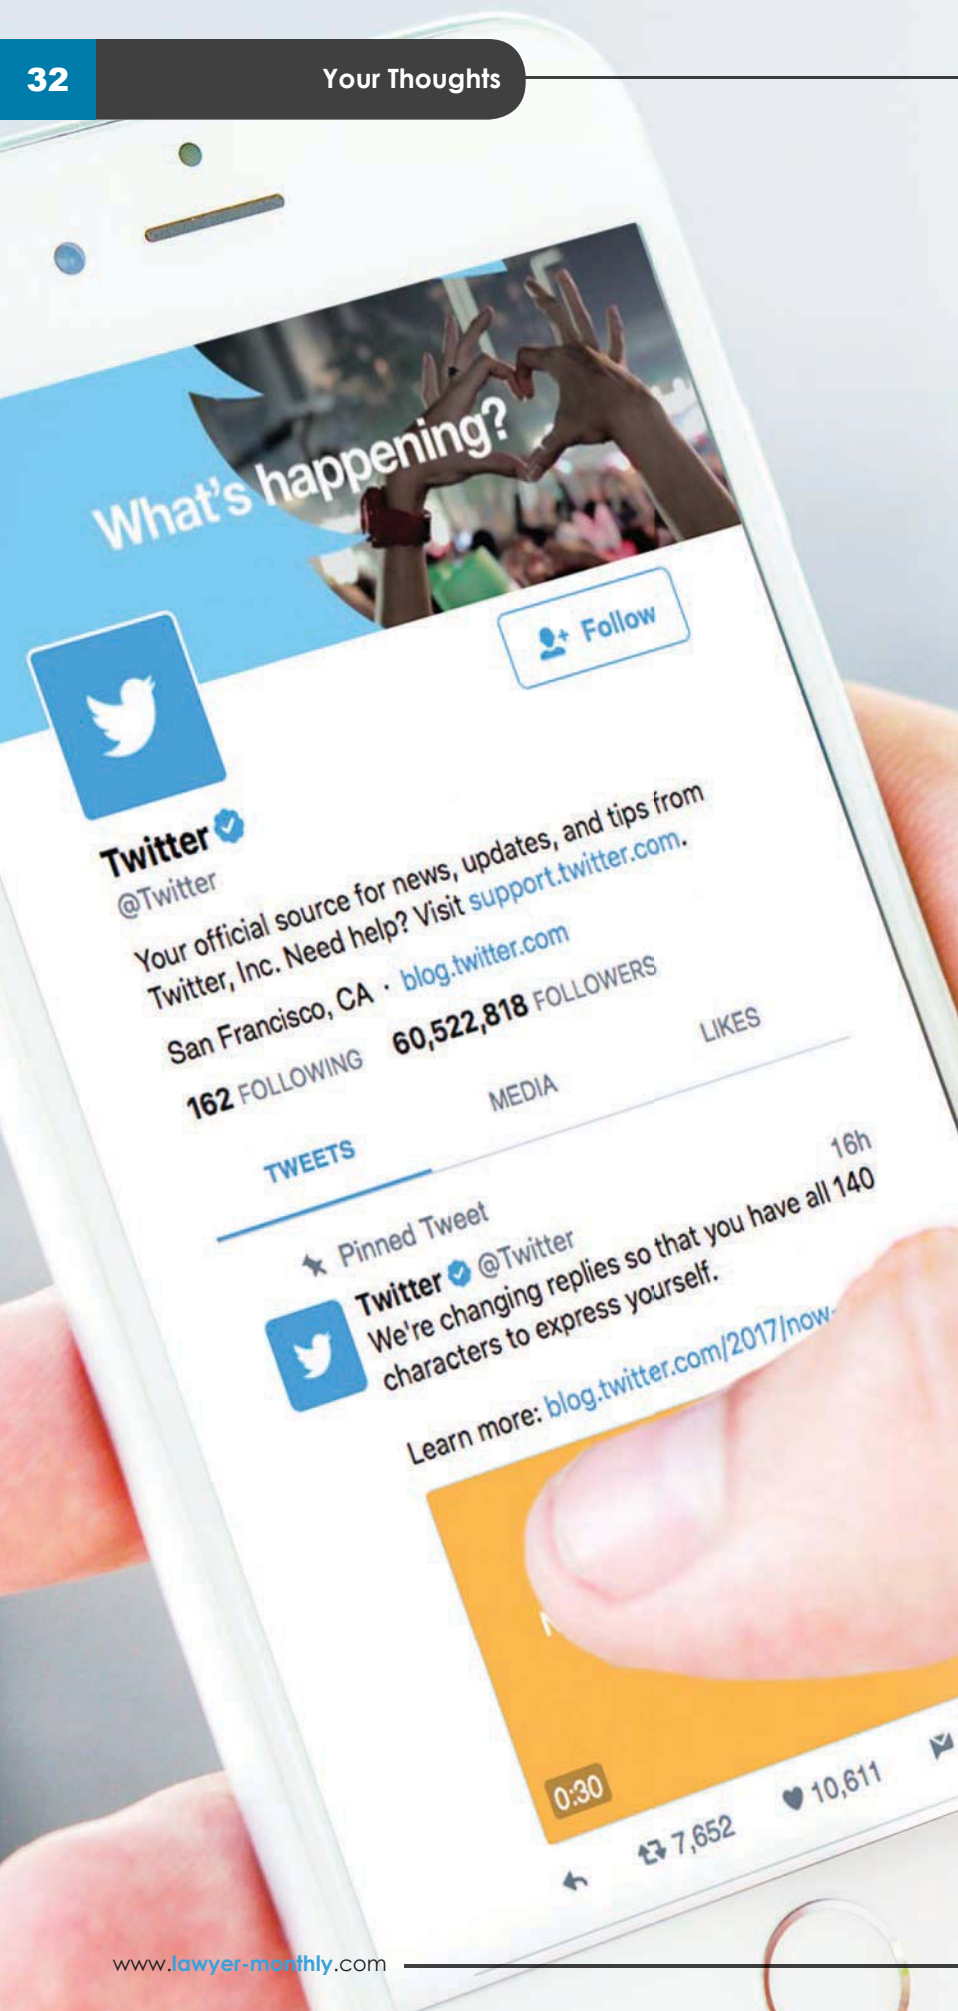 32
Your Thoughts
What's happening?
Follow
Twitter
@Twitter
Your official source for news, updates, and tips from
Twitter, Inc. Need help? Visit support.twitter.com.
San Francisco, CA · blog.twitter.com
162 FOLLOWING 60,522,818 FOLLOWERS
TWEETS MEDIA LIKES
Pinned Tweet
Twitter @Twitter 16h
We're changing replies so that you have all 140
characters to express yourself.
Learn more: blog.twitter.com/2017/now-
0:30
7,652 10,611
www.lawyer-monthly.com